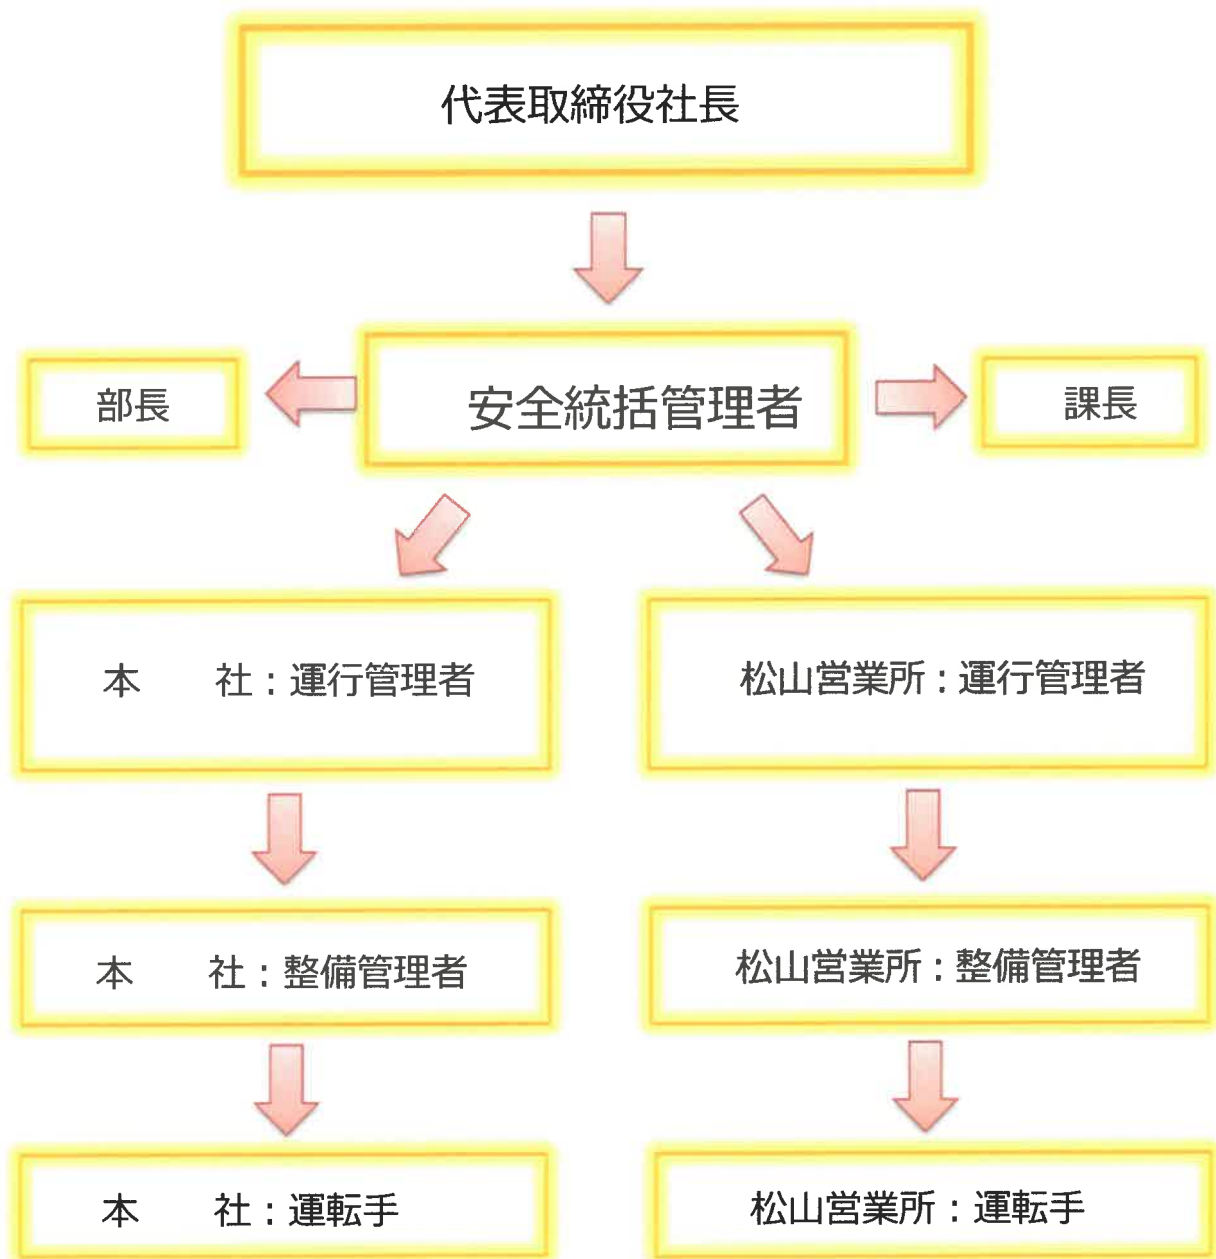 代表取締役社長
部長
安全統括管理者
課長
本　　社：運行管理者
松山営業所：運行管理者
本　　社：整備管理者
松山営業所：整備管理者
本　　社：運転手
松山営業所：運転手